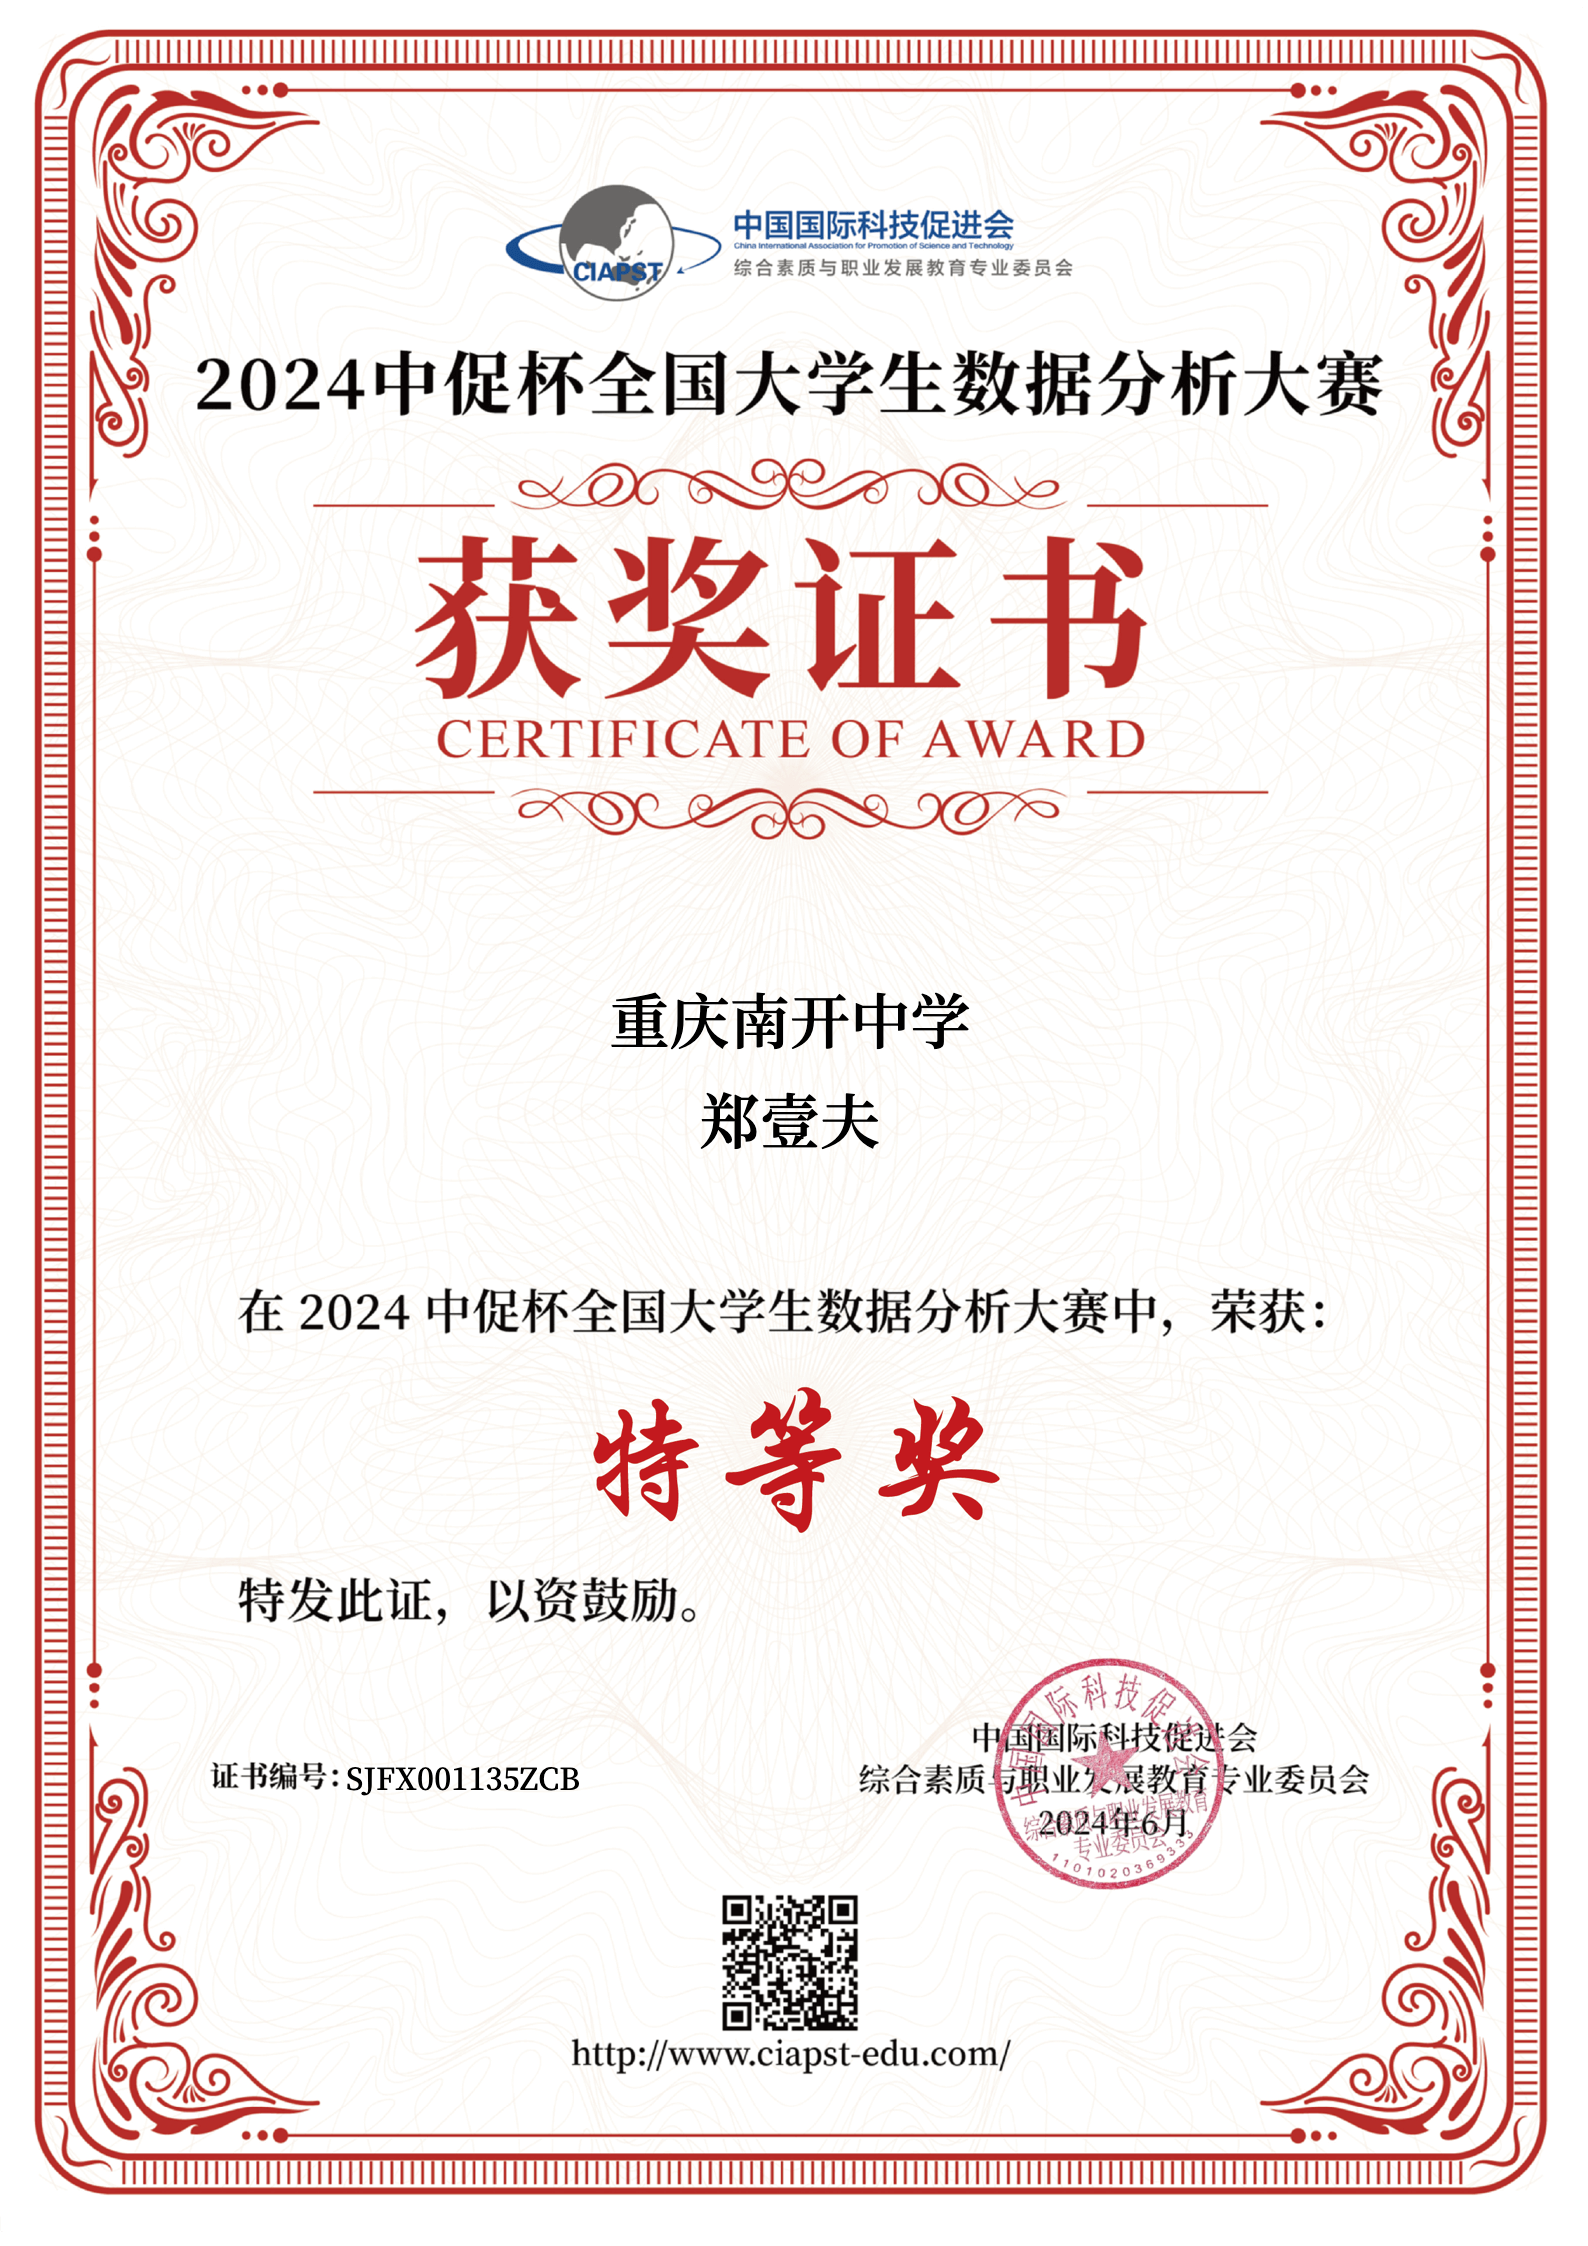 中国国际科技促进会
China International Association for Promotion of Science and Technology
CIAPST
综合素质与职业发展教育专业委员会
2024中促杯全国大学生数据分析大赛
获奖证书
CERTIFICATE OF AWARD
重庆南开中学
郑壹夫
在 2024 中促杯全国大学生数据分析大赛中，荣获：
特等奖
特发此证，以资鼓励。
中国国际科技促进会
证书编号：SJFX001135ZCB
综合素质与职业发展教育专业委员会
2024年6月
中国国际科技促进会
综合素质与职业发展教育
专业委员会
1101020369333
http://www.ciapst-edu.com/